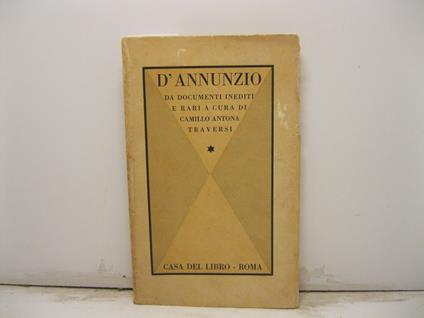 D'ANNUNZIO
DA DOCUMENTI INEDITI
E RARI A CURA DI
CAMILLO ANTONA
TRAVERSI
CASA DEL LIBRO - ROMA